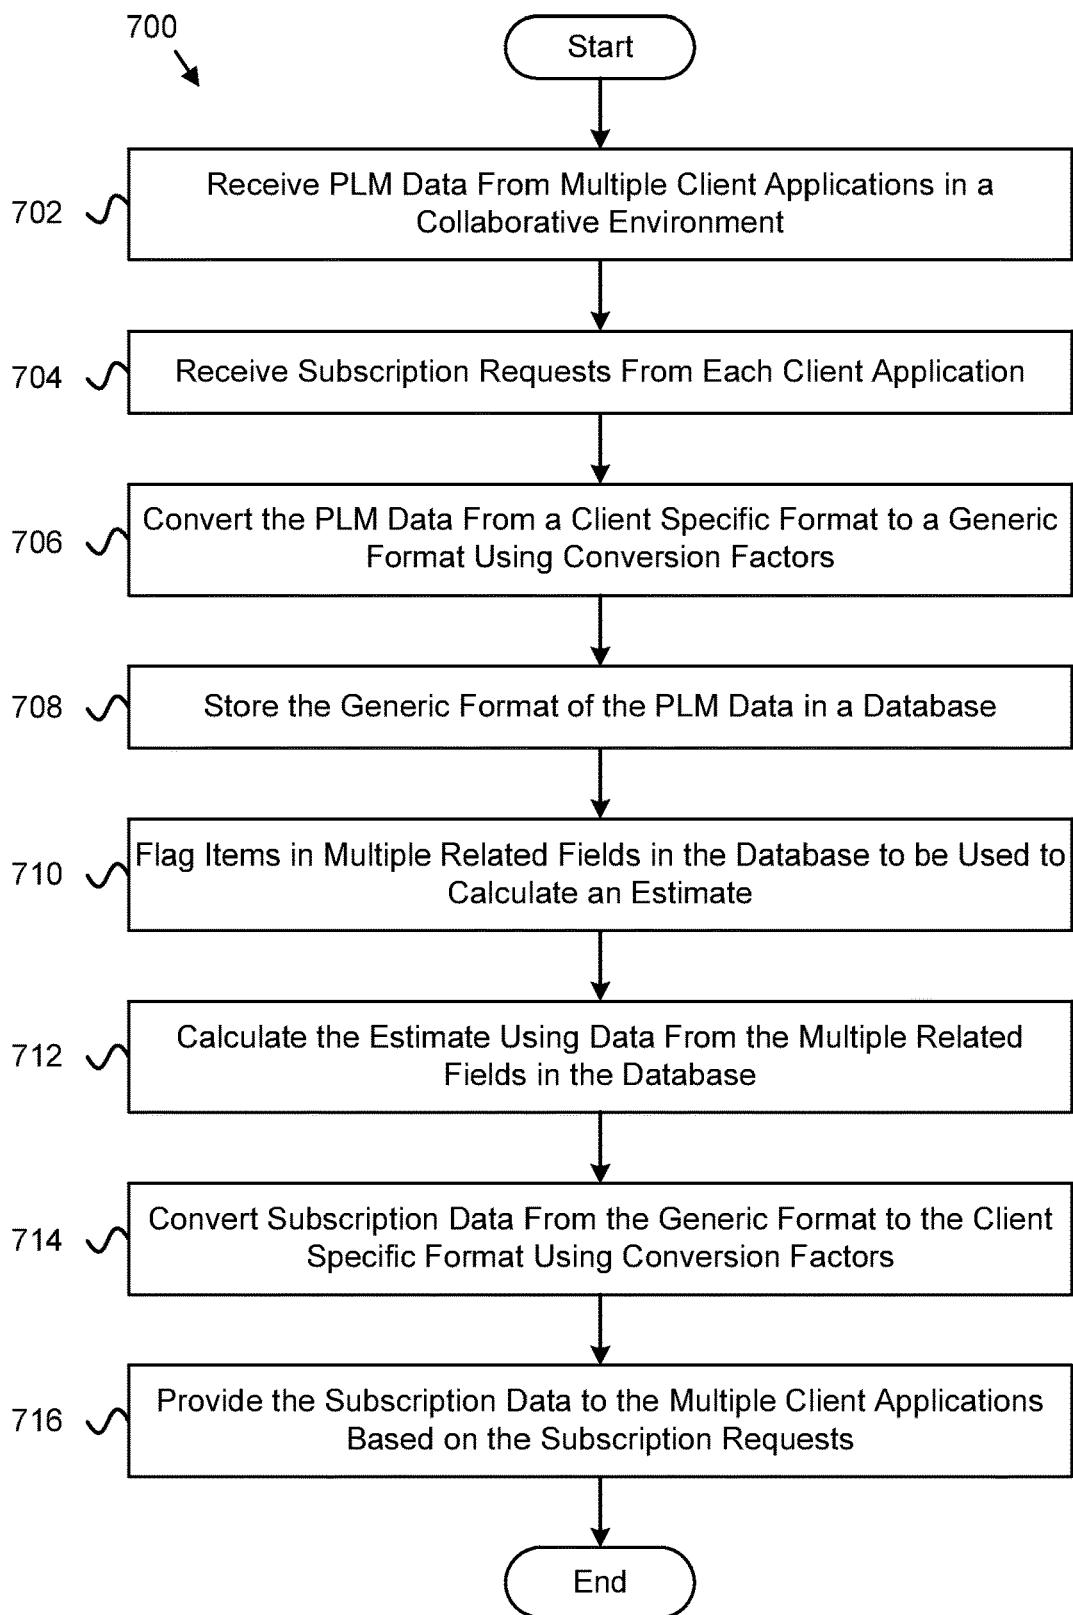 700
Start
702
Receive PLM Data From Multiple Client Applications in a
Collaborative Environment
704
Receive Subscription Requests From Each Client Application
706
Convert the PLM Data From a Client Specific Format to a Generic
Format Using Conversion Factors
708
Store the Generic Format of the PLM Data in a Database
710
Flag Items in Multiple Related Fields in the Database to be Used to
Calculate an Estimate
712
Calculate the Estimate Using Data From the Multiple Related
Fields in the Database
714
Convert Subscription Data From the Generic Format to the Client
Specific Format Using Conversion Factors
716
Provide the Subscription Data to the Multiple Client Applications
Based on the Subscription Requests
End